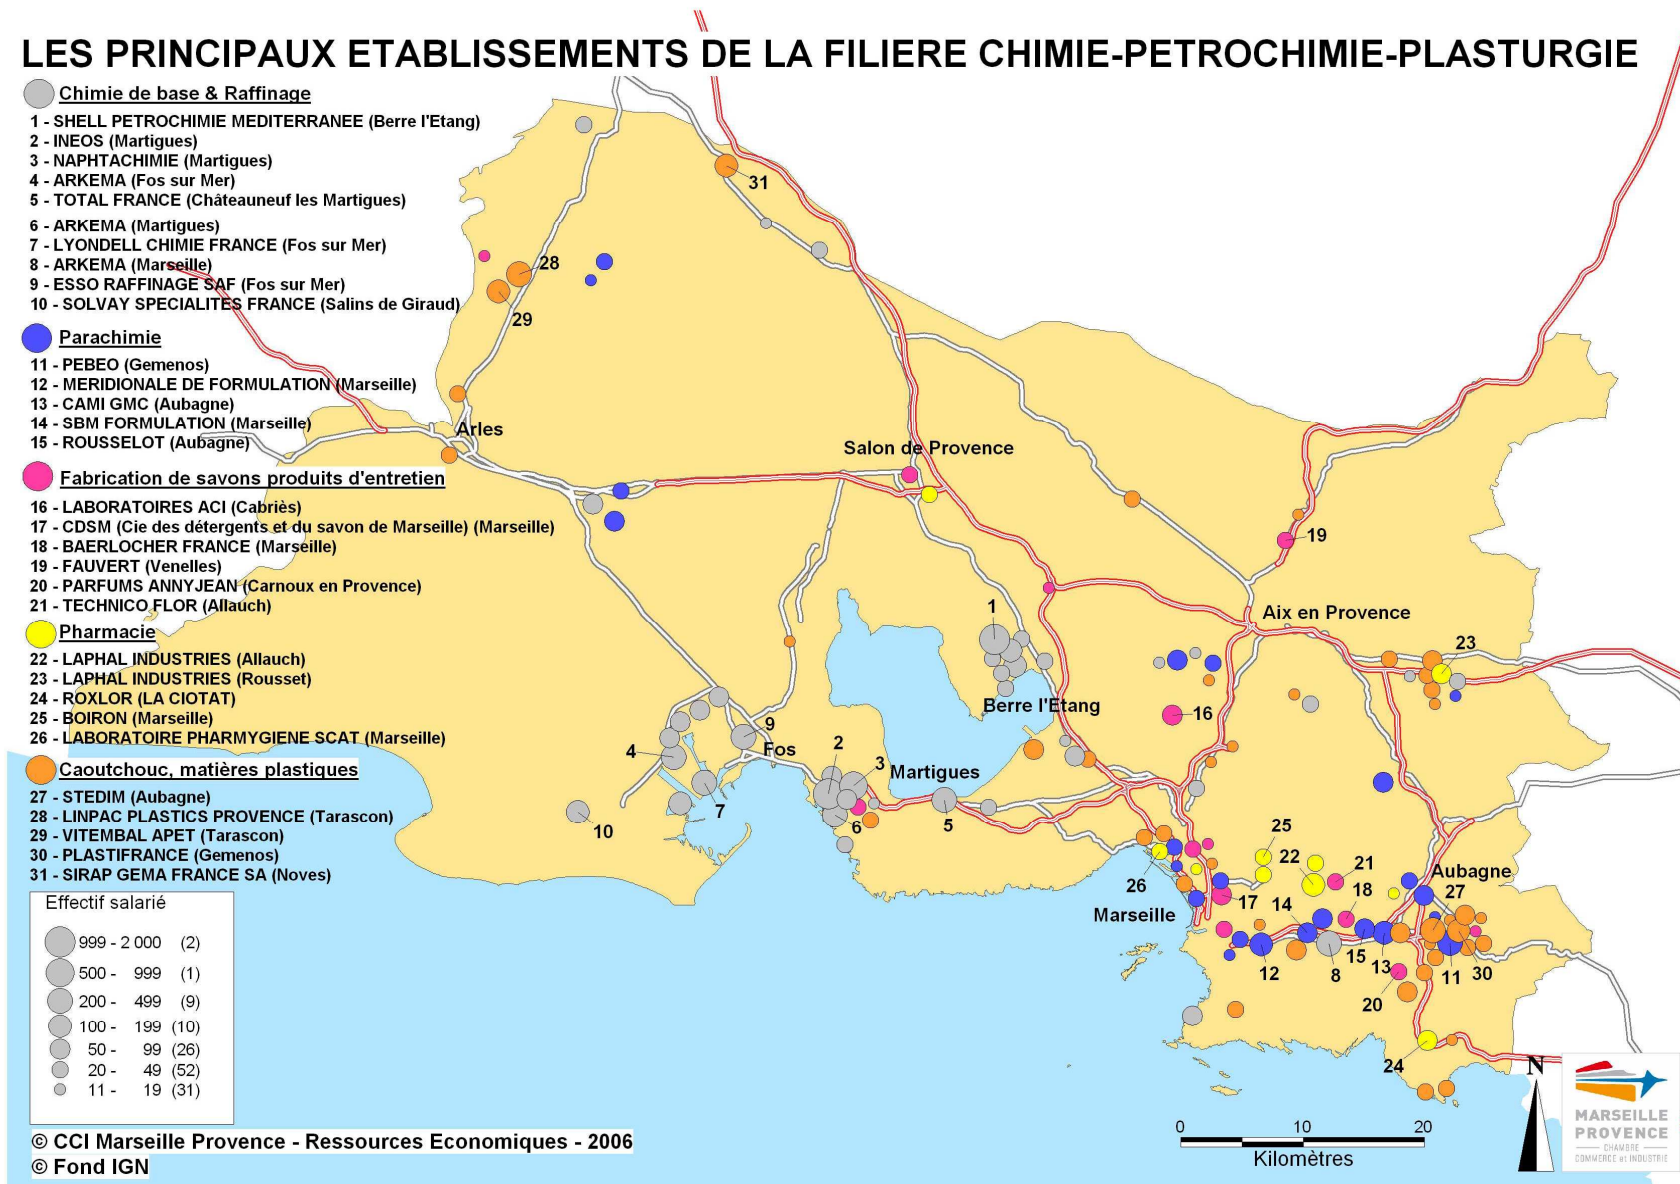 LES PRINCIPAUX ETABLISSEMENTS DE LA FILIERE CHIMIE-PETROCHIMIE-PLASTURGIE
Chimie de base & Raffinage
1 - SHELL PETROCHIMIE MEDITERRANEE (Berre l'Etang)
2 - INEOS (Martigues)
3 - NAPHTACHIMIE (Martigues)
4 - ARKEMA (Fos sur Mer)
5 - TOTAL FRANCE (Châteauneuf les Martigues)
6 - ARKEMA (Martigues)
7 - LYONDELL CHIMIE FRANCE (Fos sur Mer)
8 - ARKEMA (Marseille)
9 - ESSO RAFFINAGE SAF (Fos sur Mer)
10 - SOLVAY SPECIALITES FRANCE (Salins de Giraud)
Parachimie
11 - PEBEO (Gemenos)
12 - MERIDIONALE DE FORMULATION (Marseille)
13 - CAMI GMC (Aubagne)
14 - SBM FORMULATION (Marseille)
15 - ROUSSELOT (Aubagne)
Fabrication de savons produits d'entretien
16 - LABORATOIRES ACI (Cabriès)
17 - CDSM (Cie des détergents et du savon de Marseille) (Marseille)
18 - BAERLOCHER FRANCE (Marseille)
19 - FAUVERT (Venelles)
20 - PARFUMS ANNYJEAN (Carnoux en Provence)
21 - TECHNICO FLOR (Allauch)
Pharmacie
22 - LAPHAL INDUSTRIES (Allauch)
23 - LAPHAL INDUSTRIES (Rousset)
24 - ROXLOR (LA CIOTAT)
25 - BOIRON (Marseille)
26 - LABORATOIRE PHARMYGIENE SCAT (Marseille)
Caoutchouc, matières plastiques
27 - STEDIM (Aubagne)
28 - LINPAC PLASTICS PROVENCE (Tarascon)
29 - VITEMBAL APET (Tarascon)
30 - PLASTIFRANCE (Gemenos)
31 - SIRAP GEMA FRANCE SA (Noves)
Effectif salarié
999 - 2 000 (2)
500 - 999 (1)
200 - 499 (9)
100 - 199 (10)
50 - 99 (26)
20 - 49 (52)
11 - 19 (31)
© CCI Marseille Provence - Ressources Economiques - 2006
© Fond IGN
31
28
29
Arles
Salon de Provence
19
Aix en Provence
1
23
Berre l'Etang
16
9
4
Fos
2
3
Martigues
7
10
6
5
25
22
21
26
18
Aubagne
27
Marseille
17
14
12
8
15
13
11
30
20
24
N
0 10 20
Kilomètres
MARSEILLE
PROVENCE
CHAMBRE
COMMERCE et INDUSTRIE